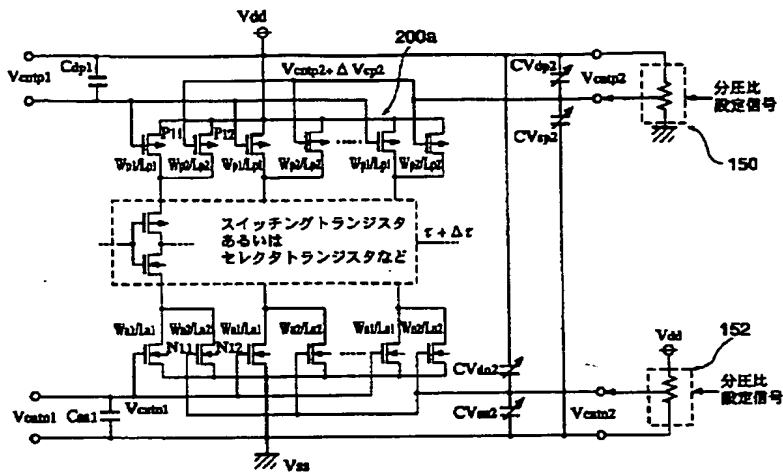 Vdd
200a
Vcntp1
Cdp1
Vcntp2+Δ Vcp2
CVdp2
Vcntp2
分圧比
設定信号
CVsp2
150
P11
P12
Wp1/Lp1
Wp2/Lp2
Wp1/Lp1
Wp2/Lp2
Wp1/Lp1
Wp2/Lp2
スイッチングトランジスタ
あるいは
セレクタトランジスタなど
τ+Δτ
Wn1/Ln1
Wn2/Ln2
Wn1/Ln1
Wn2/Ln2
Wn1/Ln1
Wn2/Ln2
N11
N12
Vdd
152
CVdn2
分圧比
設定信号
Vcntn1
Csn1
Vcntn1
CVsn2
Vcntn2
Vss